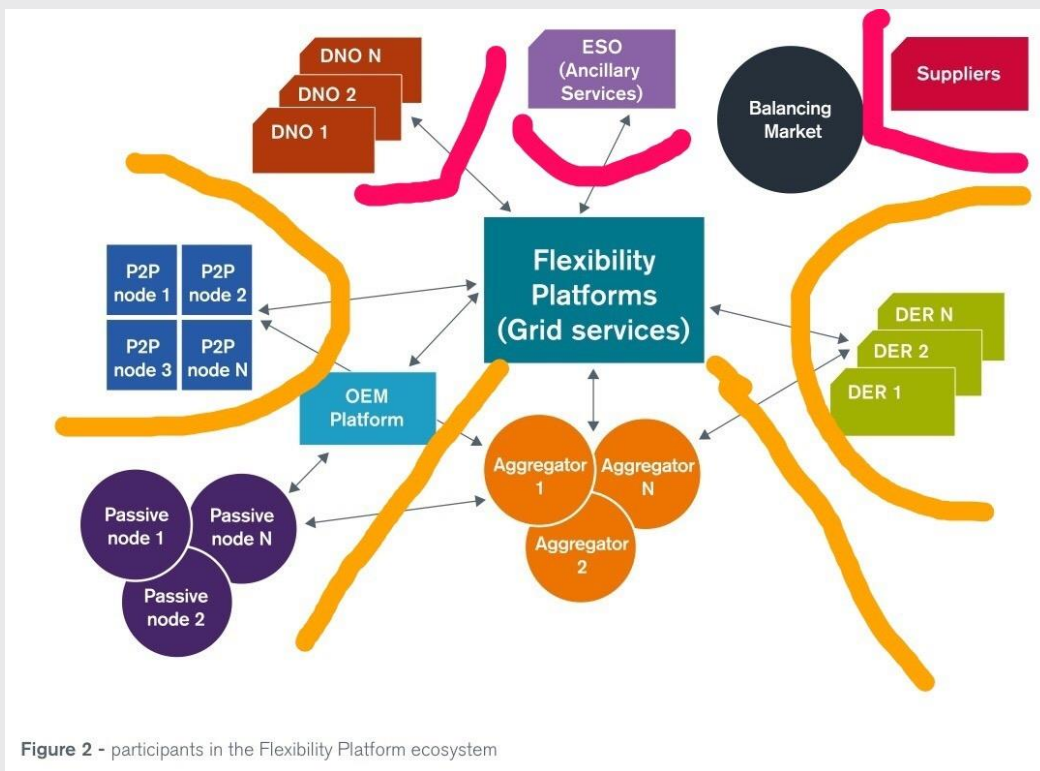 DNO N
DNO 2
DNO 1
ESO
(Ancillary
Services)
Balancing
Market
Suppliers
P2P
node 1
P2P
node 2
P2P
node 3
P2P
node N
Flexibility
Platforms
(Grid services)
DER N
DER 2
DER 1
OEM
Platform
Aggregator
1
Aggregator
N
Aggregator
2
Passive
node 1
Passive
node N
Passive
node 2
Figure 2 - participants in the Flexibility Platform ecosystem